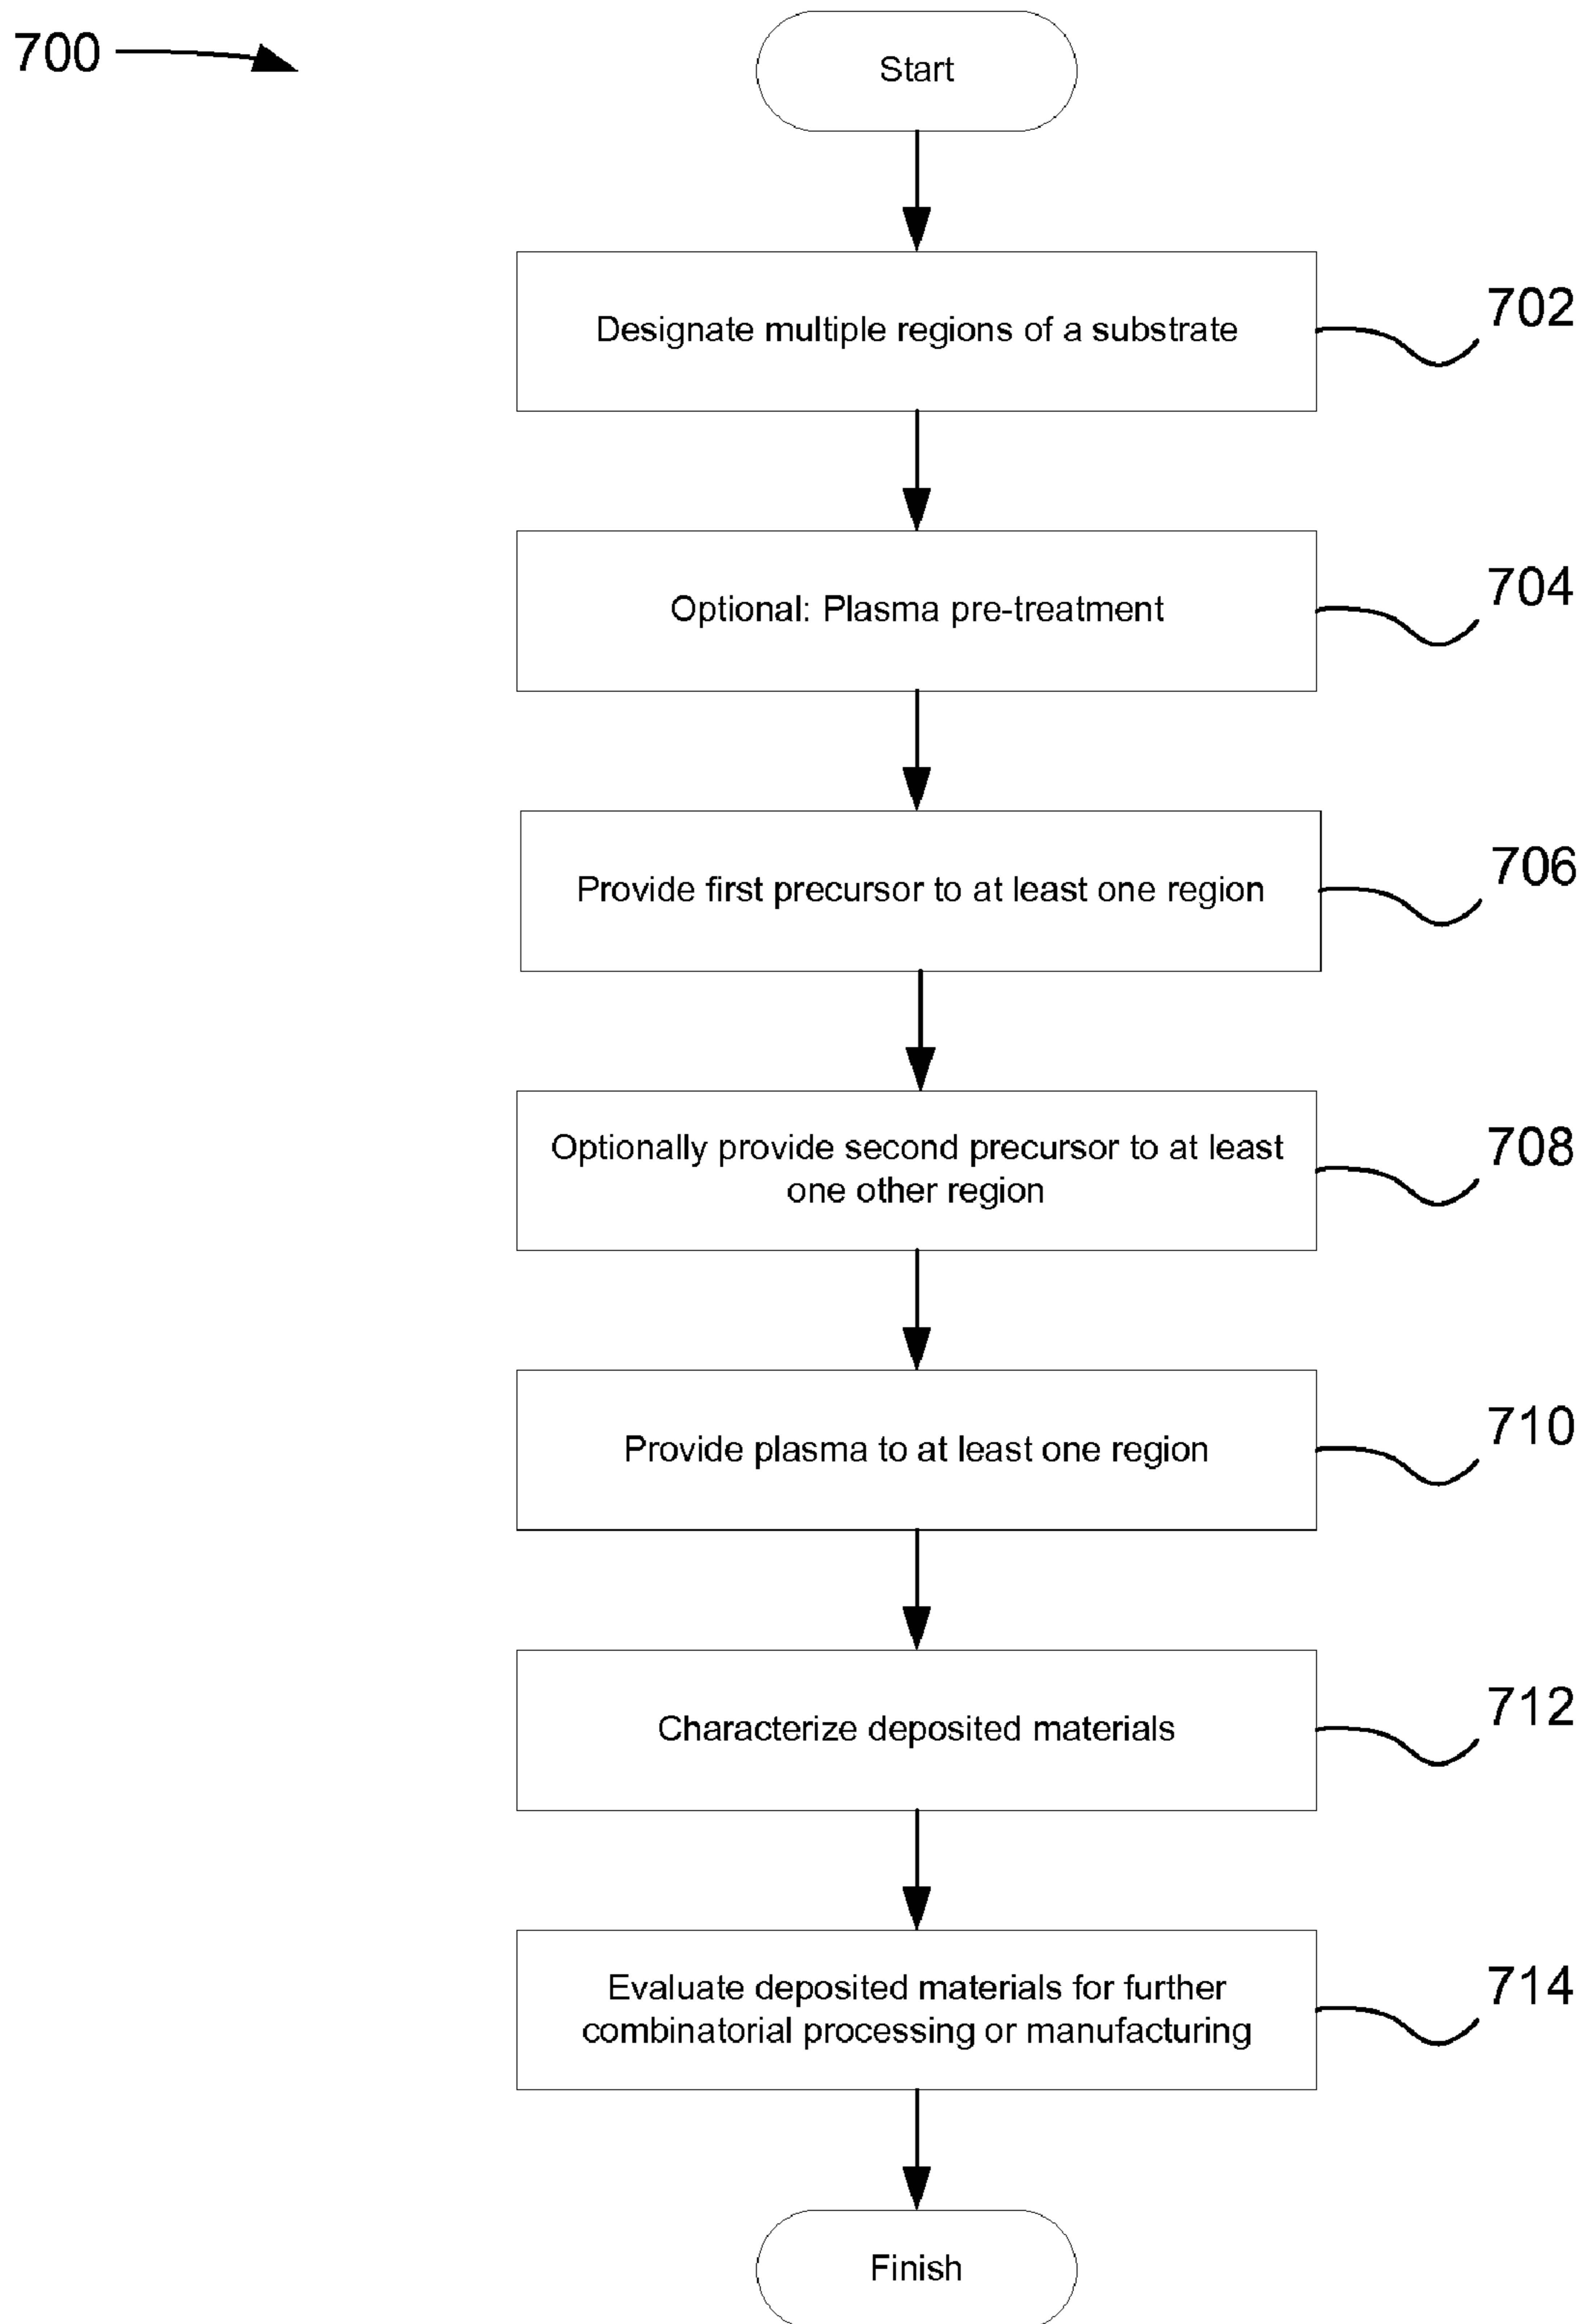 700
Start
Designate multiple regions of a substrate
702
Optional: Plasma pre-treatment
704
Provide first precursor to at least one region
706
Optionally provide second precursor to at least
one other region
708
Provide plasma to at least one region
710
Characterize deposited materials
712
Evaluate deposited materials for further
combinatorial processing or manufacturing
714
Finish